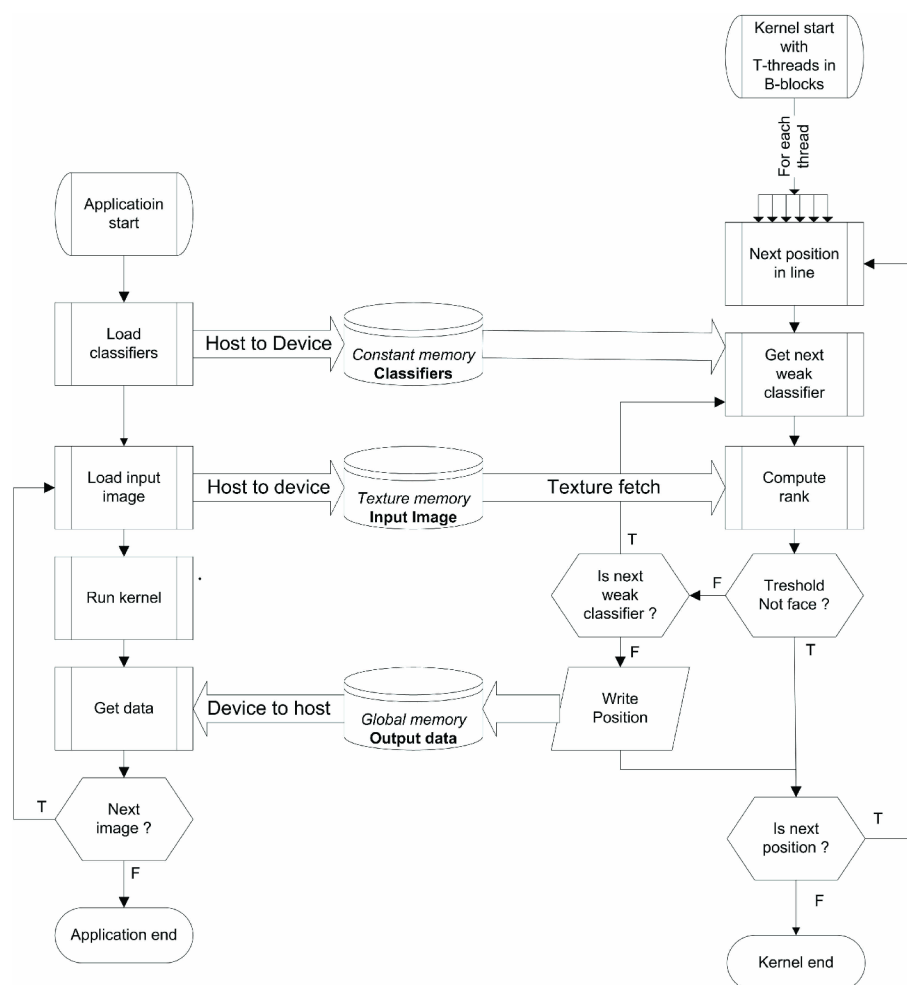 Kernel start
with
T-threads in
B-blocks
For each
thread
Applicatioin
start
Next position
in line
Load
classifiers
Host to Device
Constant memory
Classifiers
Get next
weak
classifier
Load input
image
Host to device
Texture memory
Input Image
Texture fetch
Compute
rank
T
Run kernel
Is next
weak
classifier ?
F
Treshold
Not face ?
F
T
Get data
Device to host
Global memory
Output data
Write
Position
T
Next
image ?
F
Is next
position ?
T
F
Application end
Kernel end